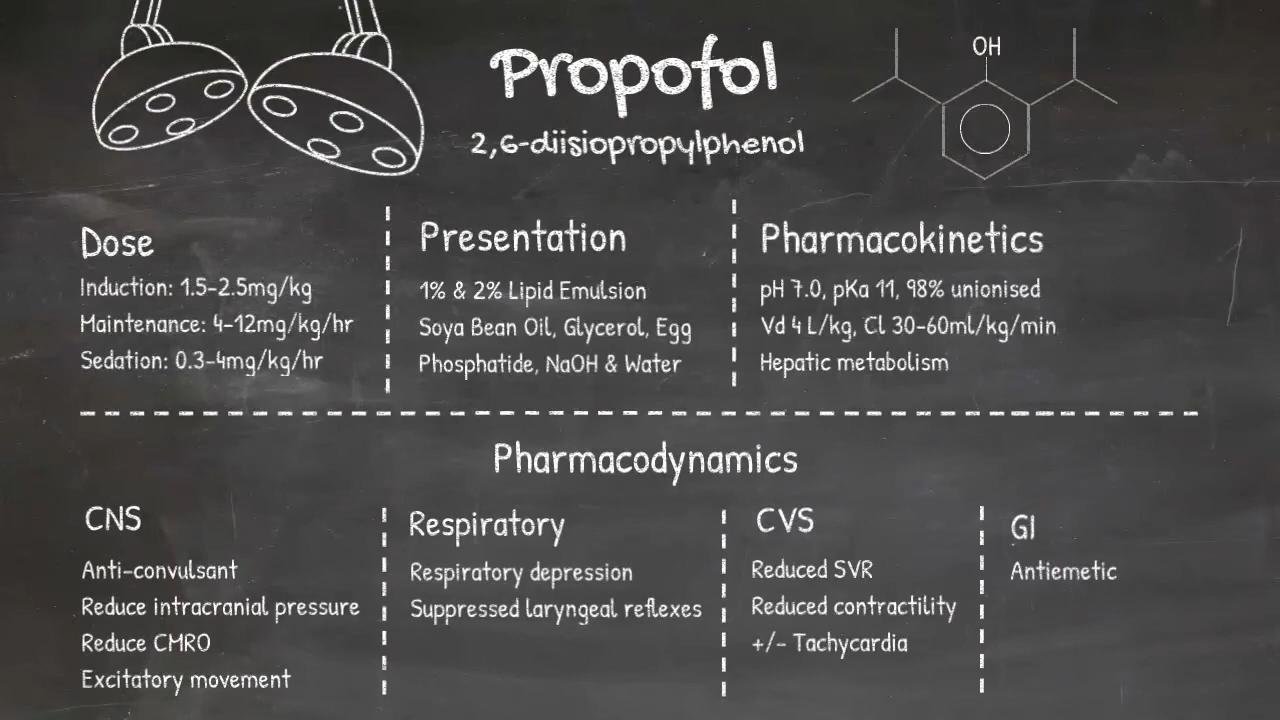 Propofol
2,6-diisiopropylphenol
OH
Dose
Induction: 1.5-2.5mg/kg
Maintenance: 4-12mg/kg/hr
Sedation: 0.3-4mg/kg/hr
Presentation
1% & 2% Lipid Emulsion
Soya Bean Oil, Glycerol, Egg
Phosphatide, NaOH & Water
Pharmacokinetics
pH 7.0, pKa 11, 98% unionised
Vd 4 L/kg, Cl 30-60ml/kg/min
Hepatic metabolism
Pharmacodynamics
CNS
Anti-convulsant
Reduce intracranial pressure
Reduce CMRO
Excitatory movement
Respiratory
Respiratory depression
Suppressed laryngeal reflexes
CVS
Reduced SVR
Reduced contractility
+/- Tachycardia
GI
Antiemetic